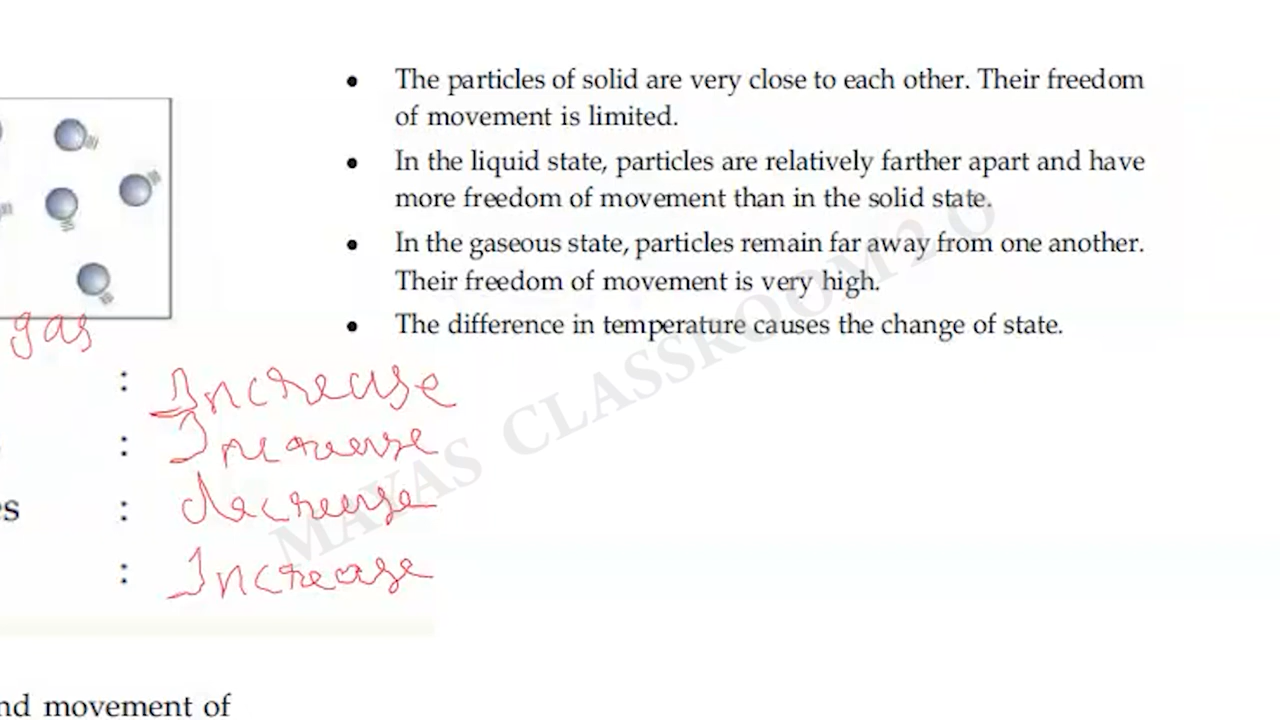 • The particles of solid are very close to each other. Their freedom
of movement is limited.
• In the liquid state, particles are relatively farther apart and have
more freedom of movement than in the solid state.
• In the gaseous state, particles remain far away from one another.
Their freedom of movement is very high.
• The difference in temperature causes the change of state.
gas
: Increase
: Increase
es : decrease
: Increase
MAYAS CLASSROOM 2 O
nd movement of